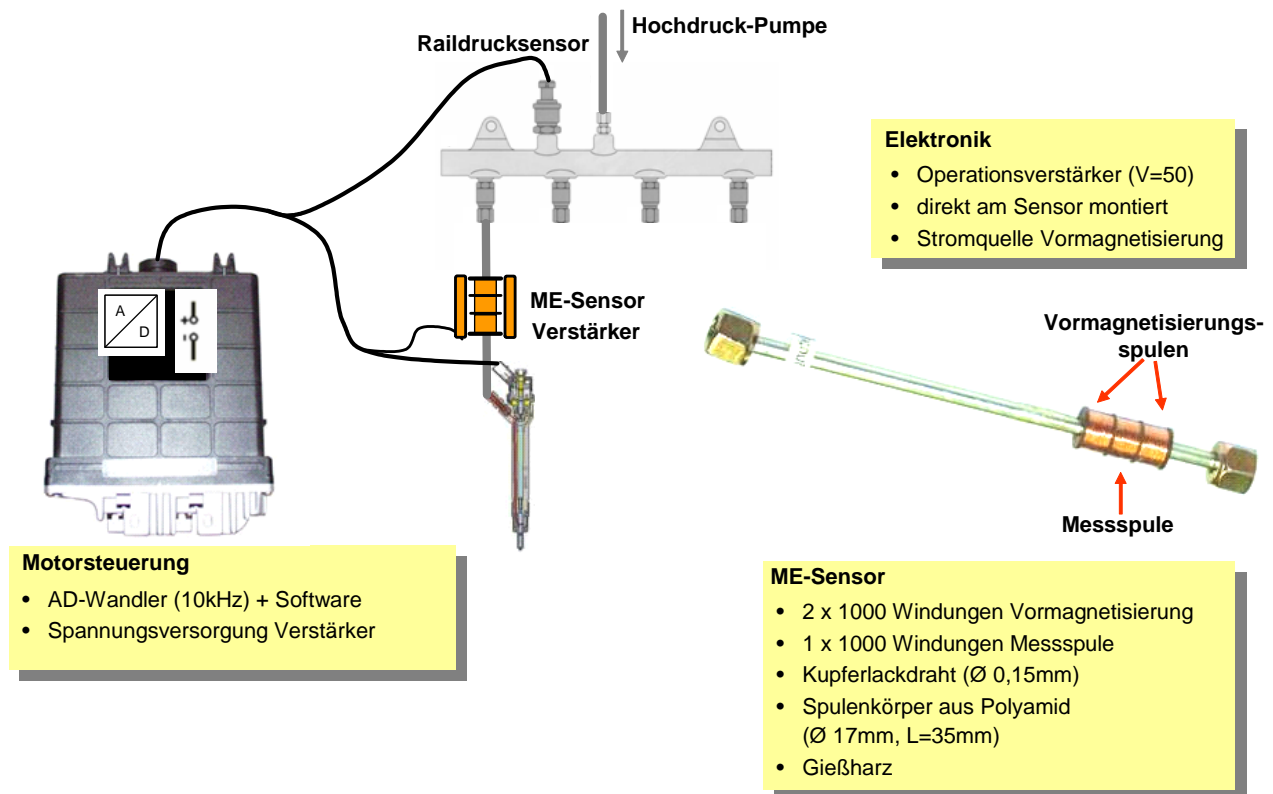 Hochdruck-Pumpe
Raildrucksensor
Elektronik
• Operationsverstärker (V=50)
• direkt am Sensor montiert
• Stromquelle Vormagnetisierung
A
D
ME-Sensor
Verstärker
Vormagnetisierungs-
spulen
Messspule
Motorsteuerung
• AD-Wandler (10kHz) + Software
• Spannungsversorgung Verstärker
ME-Sensor
• 2 x 1000 Windungen Vormagnetisierung
• 1 x 1000 Windungen Messspule
• Kupferlackdraht (Ø 0,15mm)
• Spulenkörper aus Polyamid
(Ø 17mm, L=35mm)
• Gießharz